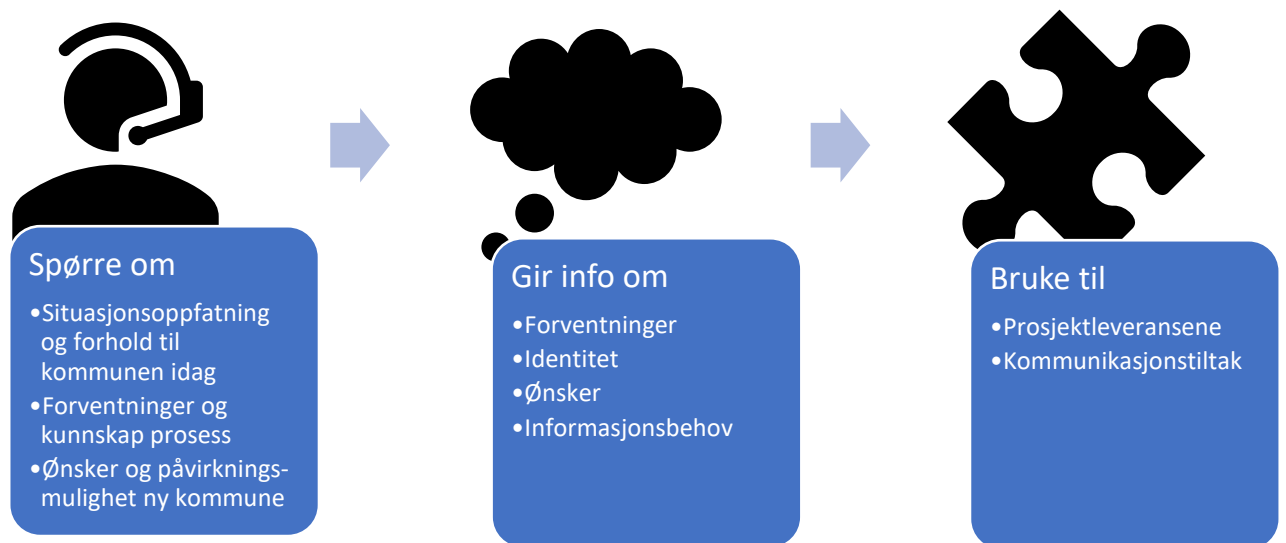 Spørre om
•Situasjonsoppfatning
og forhold til
kommunen idag
•Forventninger og
kunnskap prosess
•Ønsker og påvirknings-
mulighet ny kommune
Gir info om
•Forventninger
•Identitet
•Ønsker
•Informasjonsbehov
Bruke til
•Prosjektleveransene
•Kommunikasjonstiltak